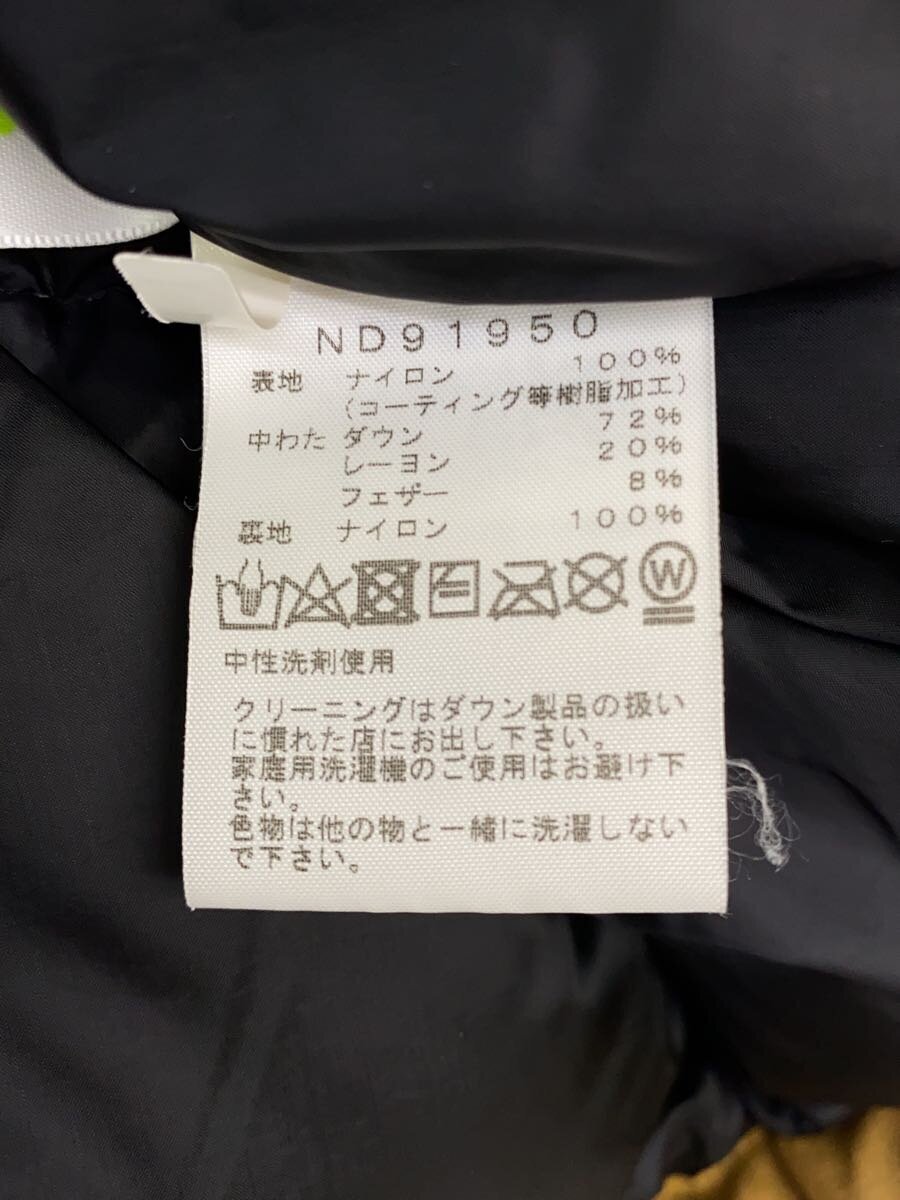 ND91950
表地 ナイロン 100%
(コーティング等樹脂加工)
中わた ダウン 72%
レーヨン 20%
フェザー 8%
裏地 ナイロン 100%
W
中性洗剤使用
クリーニングはダウン製品の扱い
に慣れた店にお出し下さい。
家庭用洗濯機のご使用はお避け下
さい。
色物は他の物と一緒に洗濯しない
で下さい。